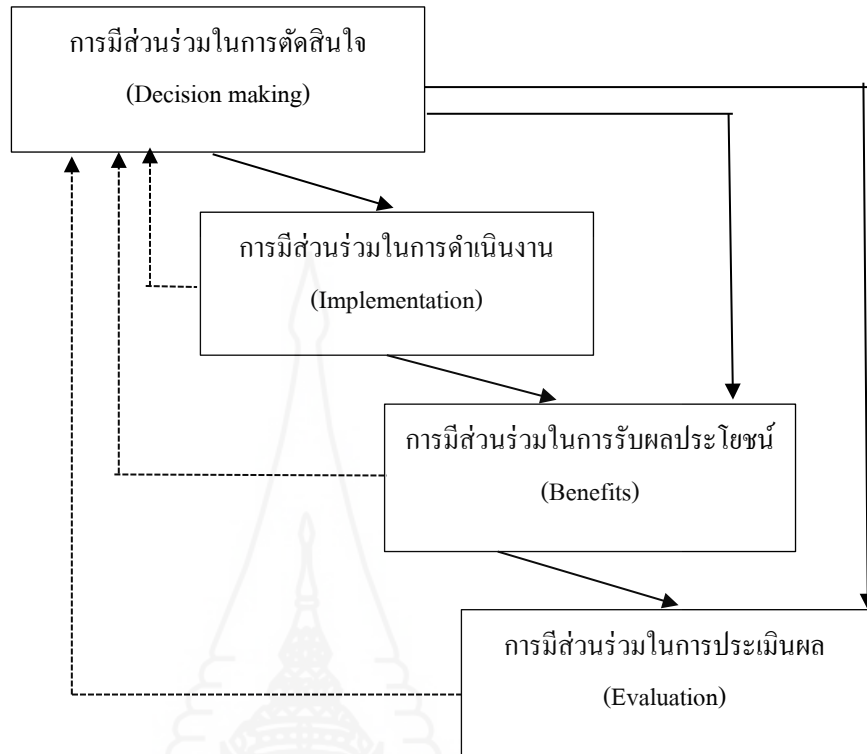 การมีส่วนร่วมในการตัดสินใจ
(Decision making)
การมีส่วนร่วมในการดำเนินงาน
(Implementation)
การมีส่วนร่วมในการรับผลประโยชน์
(Benefits)
การมีส่วนร่วมในการประเมินผล
(Evaluation)